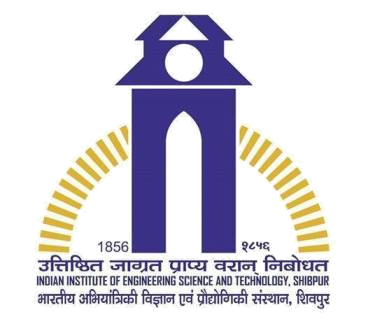 1856 १८५६
उत्तिष्ठित जाग्रत प्राप्य वरान् निबोधत
INDIAN INSTITUTE OF ENGINEERING SCIENCE AND TECHNOLOGY, SHIBPUR
भारतीय अभियांत्रिकी विज्ञान एवं प्रौद्योगिकी संस्थान, शिवपुर